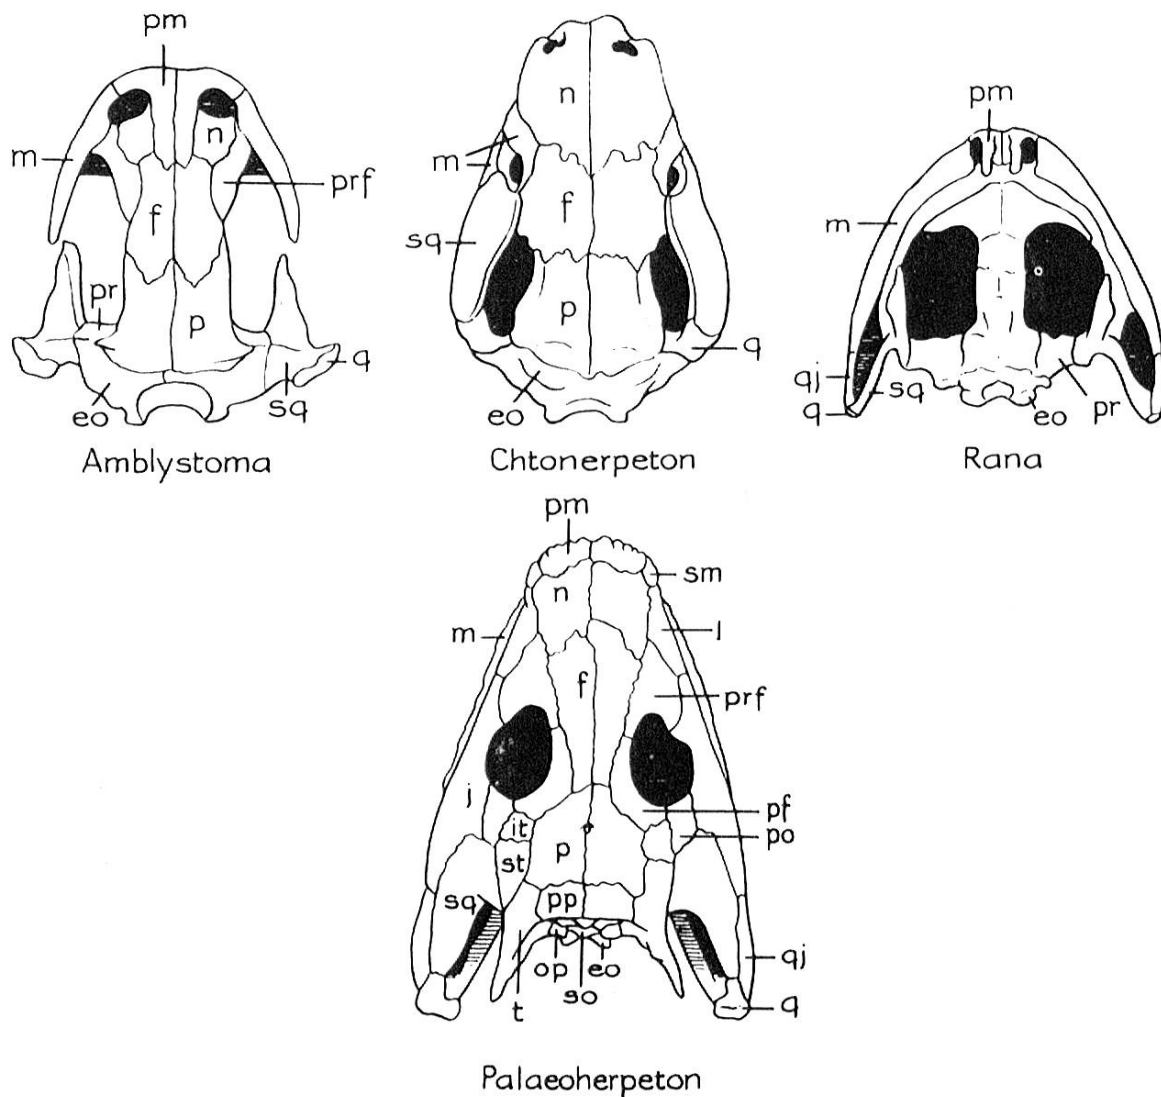 pm
m
n
prf
f
pr
p
q
eo
sq
Amblystoma
n
m
f
sq
p
q
eo
Chtonerpeton
pm
m
qj
q
sq
eo
pr
Rana
pm
sm
n
m
l
f
prf
j
pf
it
po
p
st
sq
pp
op
eo
so
t
qj
q
Palaeoherpeton